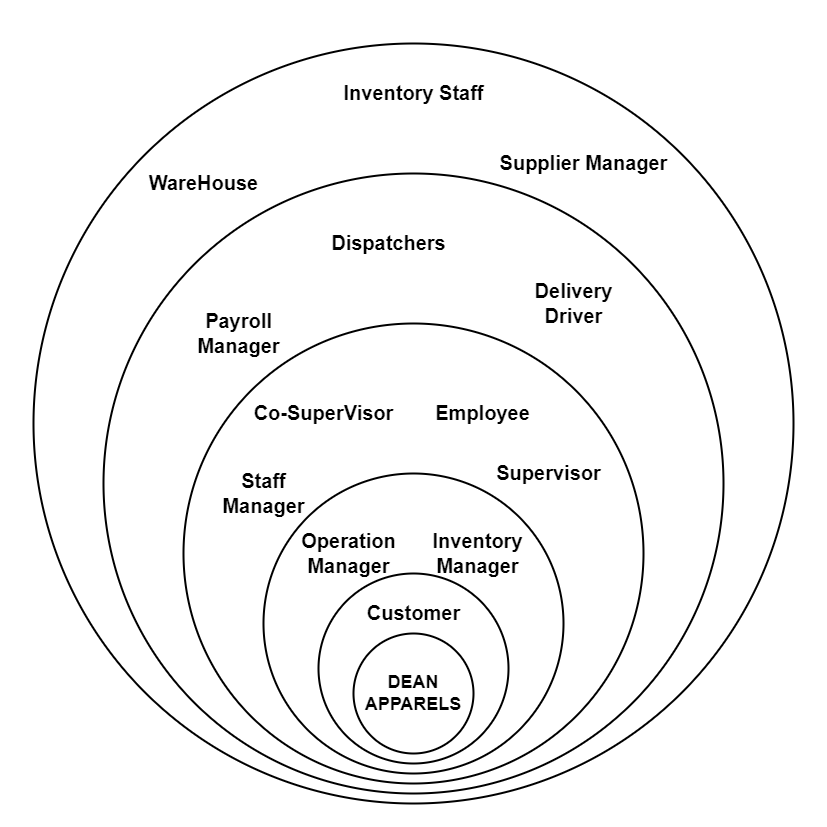 Inventory Staff
Supplier Manager
WareHouse
Dispatchers
Delivery
Driver
Payroll
Manager
Co-SuperVisor
Employee
Supervisor
Staff
Manager
Operation
Manager
Inventory
Manager
Customer
DEAN
APPARELS